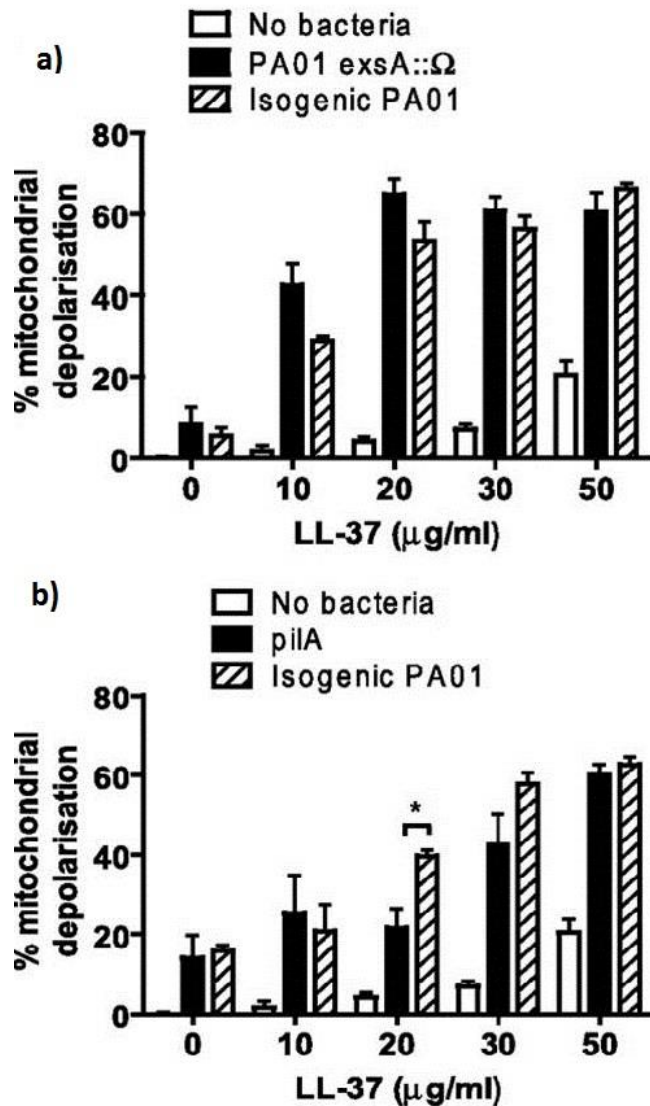 a)
No bacteria
PA01 exsA::Ω
Isogenic PA01
80
60
40
20
0
% mitochondrial
depolarisation
0 10 20 30 50
LL-37 (μg/ml)
b)
No bacteria
pilA
Isogenic PA01
80
60
40
20
0
% mitochondrial
depolarisation
*
0 10 20 30 50
LL-37 (μg/ml)